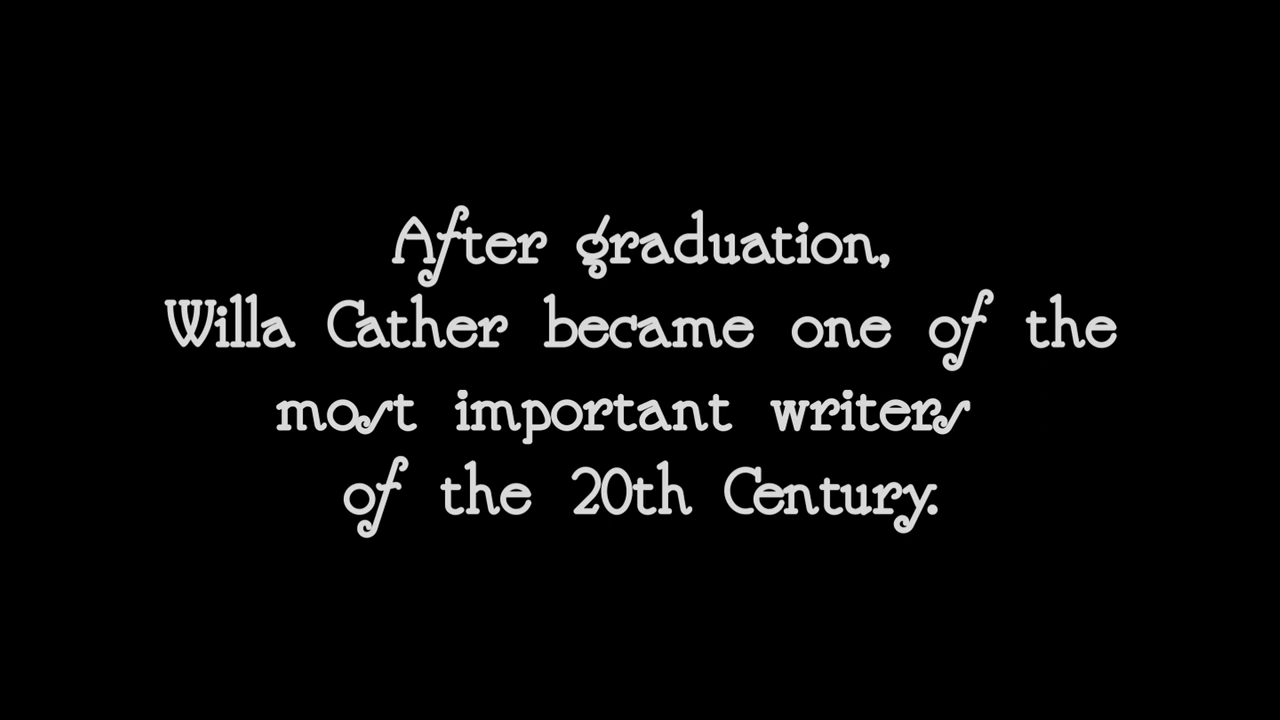 After graduation,
Willa Cather became one of the
most important writers
of the 20th Century.